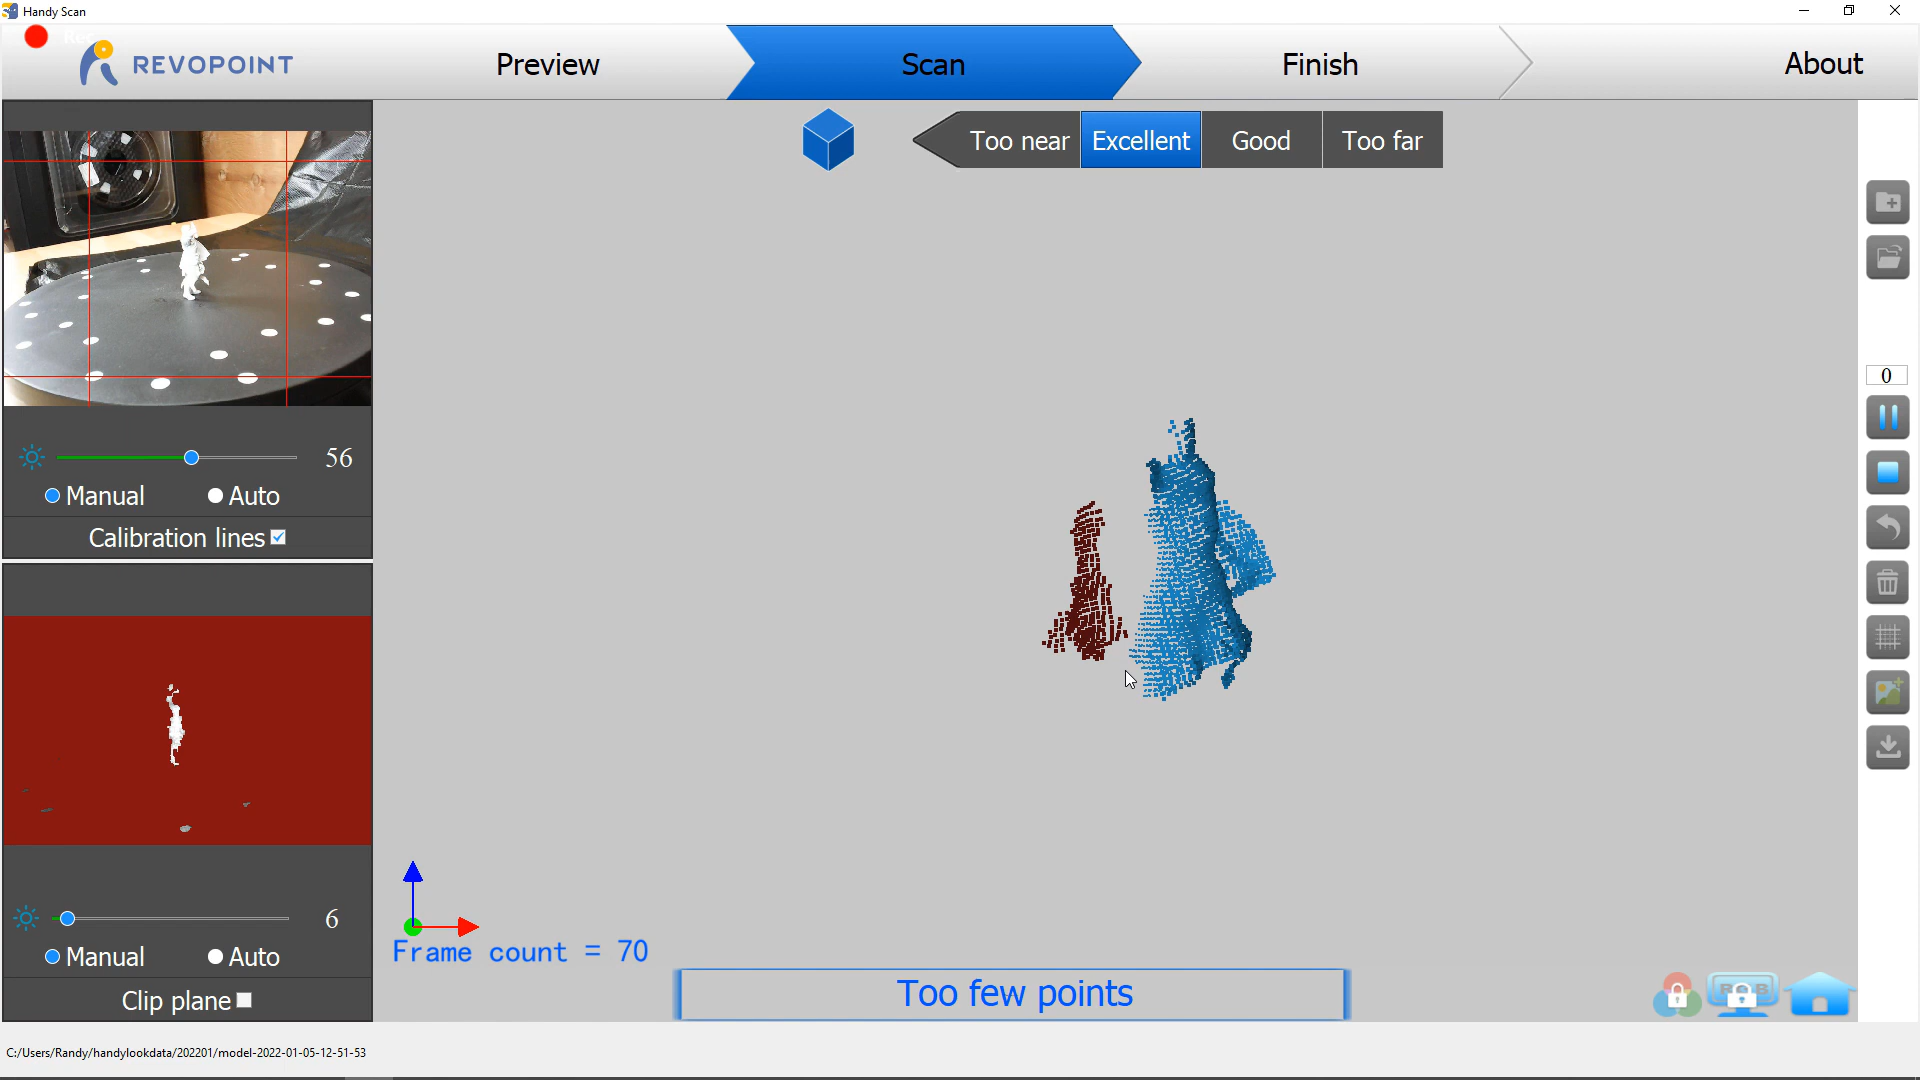 Handy Scan
Rec
REVOPOINT
Preview
Scan
Finish
About
Too near
Excellent
Good
Too far
56
Manual
Auto
Calibration lines
0
6
Manual
Auto
Clip plane
Frame count = 70
Too few points
RGB
C:/Users/Randy/handylookdata/202201/model-2022-01-05-12-51-53